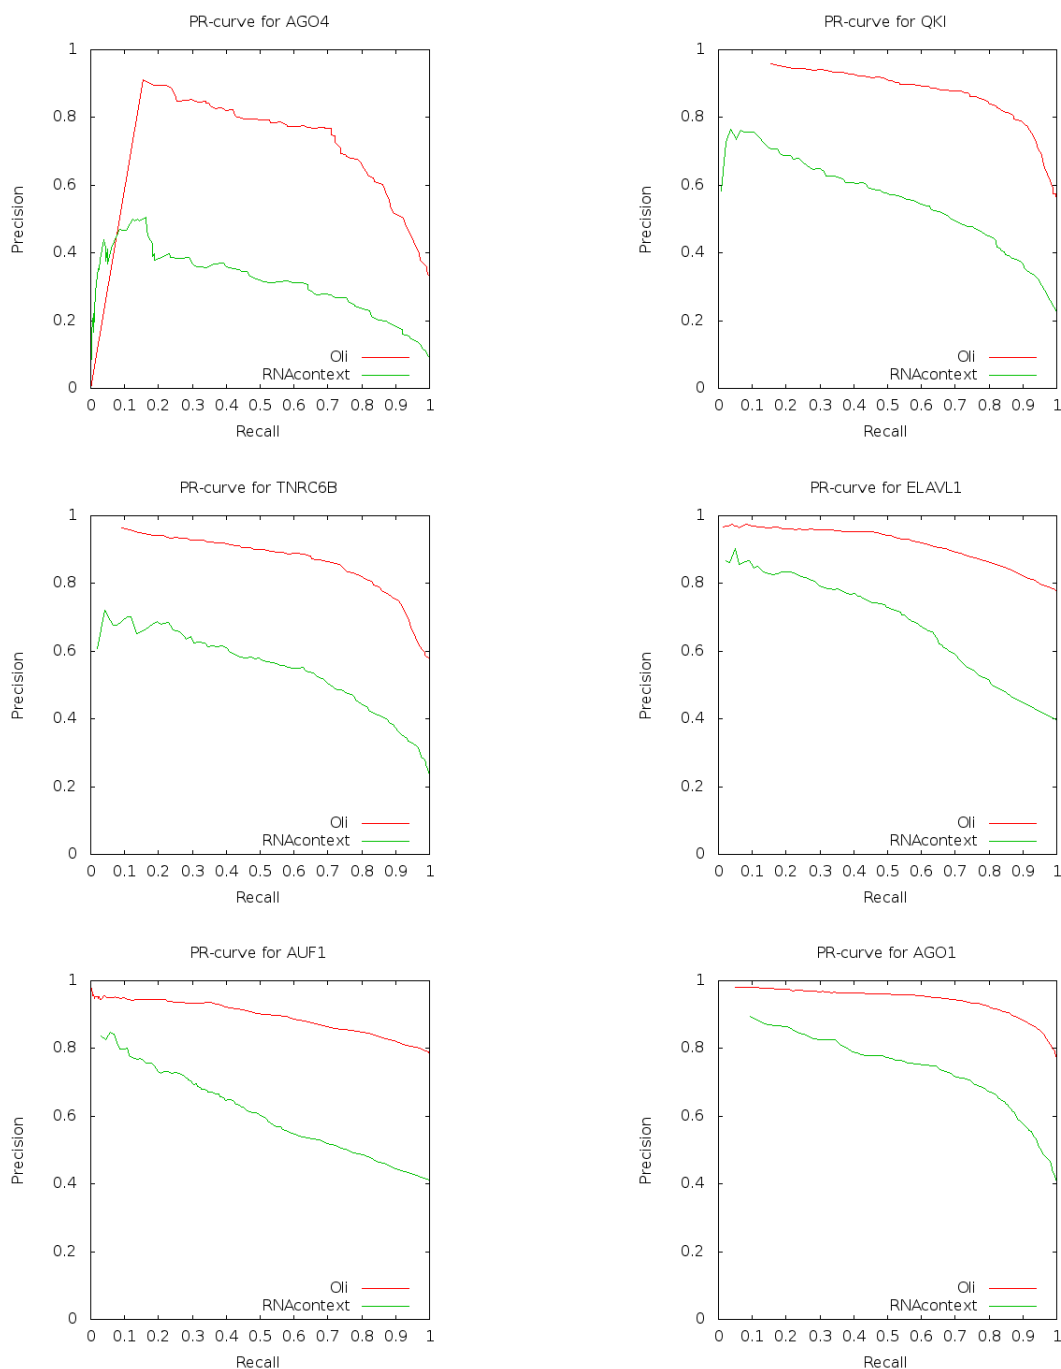 PR-curve for AGO4
1
0.8
0.6
0.4
0.2
0
Precision
Oli
RNAcontext
0 0.1 0.2 0.3 0.4 0.5 0.6 0.7 0.8 0.9 1
Recall
PR-curve for QKI
1
0.8
0.6
0.4
0.2
0
Precision
Oli
RNAcontext
0 0.1 0.2 0.3 0.4 0.5 0.6 0.7 0.8 0.9 1
Recall
PR-curve for TNRC6B
1
0.8
0.6
0.4
0.2
0
Precision
Oli
RNAcontext
0 0.1 0.2 0.3 0.4 0.5 0.6 0.7 0.8 0.9 1
Recall
PR-curve for ELAVL1
1
0.8
0.6
0.4
0.2
0
Precision
Oli
RNAcontext
0 0.1 0.2 0.3 0.4 0.5 0.6 0.7 0.8 0.9 1
Recall
PR-curve for AUF1
1
0.8
0.6
0.4
0.2
0
Precision
Oli
RNAcontext
0 0.1 0.2 0.3 0.4 0.5 0.6 0.7 0.8 0.9 1
Recall
PR-curve for AGO1
1
0.8
0.6
0.4
0.2
0
Precision
Oli
RNAcontext
0 0.1 0.2 0.3 0.4 0.5 0.6 0.7 0.8 0.9 1
Recall